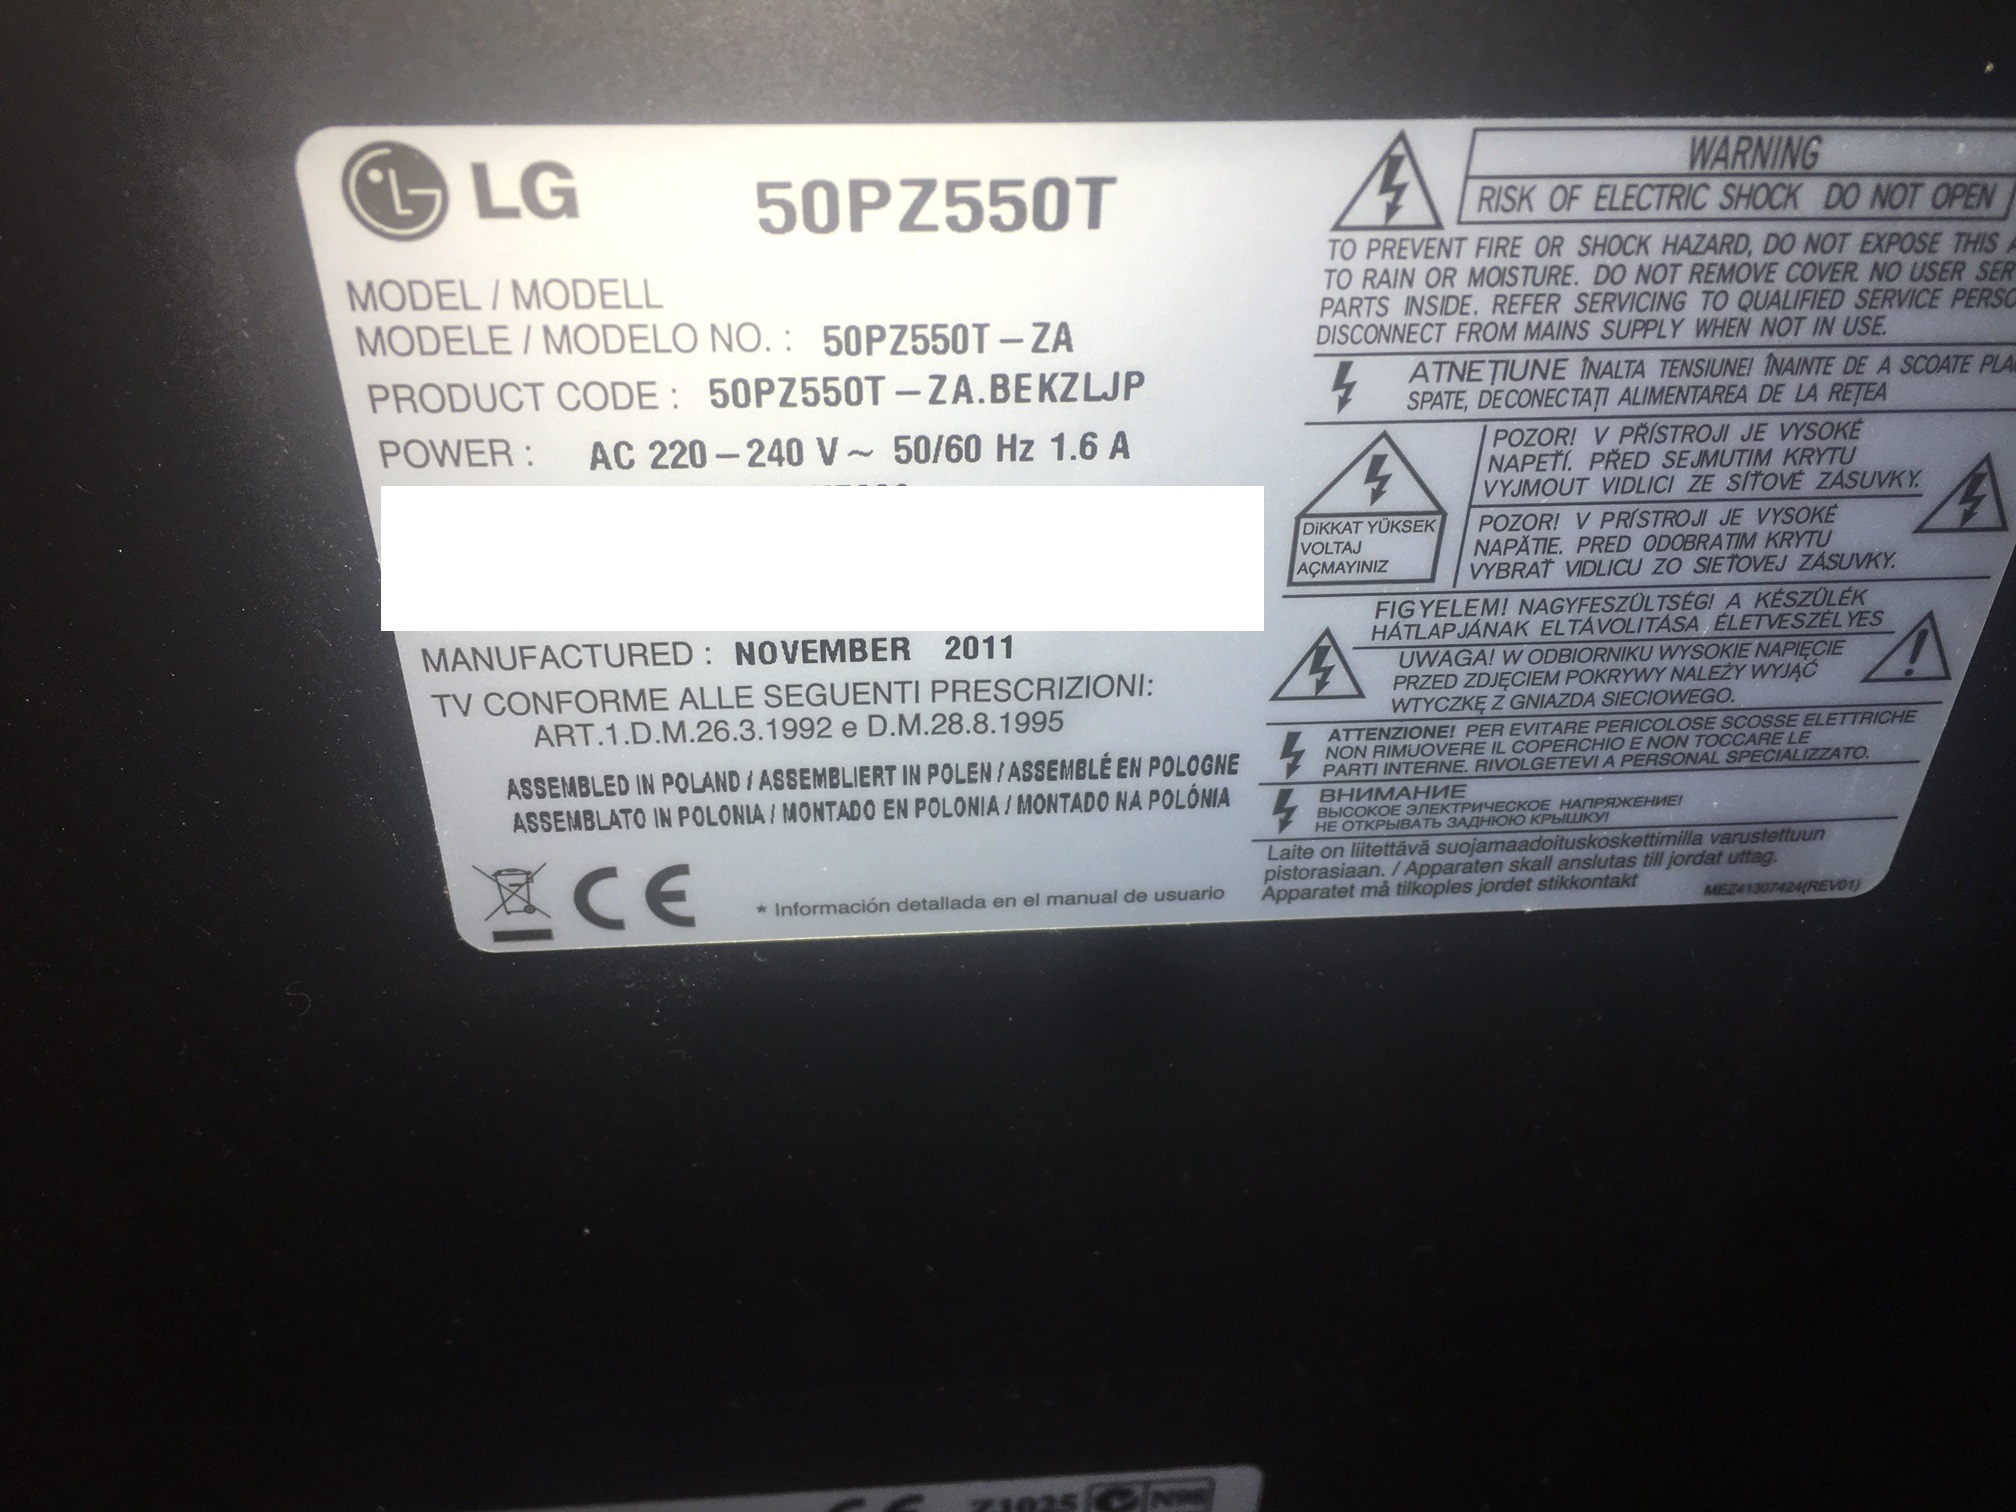 LG 50PZ550T
MODEL / MODELL
MODELE / MODELO NO. : 50PZ550T – ZA
PRODUCT CODE : 50PZ550T – ZA.BEKZLJP
POWER : AC 220 – 240 V ~ 50/60 Hz 1.6 A
MANUFACTURED : NOVEMBER 2011
TV CONFORME ALLE SEGUENTI PRESCRIZIONI:
ART.1.D.M.26.3.1992 e D.M.28.8.1995
ASSEMBLED IN POLAND / ASSEMBLIERT IN POLEN / ASSEMBLÉ EN POLOGNE
ASSEMBLATO IN POLONIA / MONTADO EN POLONIA / MONTADO NA POLÓNIA
CE
* Información detallada en el manual de usuario
WARNING
RISK OF ELECTRIC SHOCK DO NOT OPEN
TO PREVENT FIRE OR SHOCK HAZARD, DO NOT EXPOSE THIS
TO RAIN OR MOISTURE. DO NOT REMOVE COVER. NO USER SER
PARTS INSIDE. REFER SERVICING TO QUALIFIED SERVICE PERSO
DISCONNECT FROM MAINS SUPPLY WHEN NOT IN USE.
ATNEȚIUNE ÎNALTA TENSIUNE! ÎNAINTE DE A SCOATE PLA
SPATE, DECONECTAȚI ALIMENTAREA DE LA REȚEA
DİKKAT YÜKSEK
VOLTAJ
AÇMAYINIZ
POZOR! V PŘÍSTROJI JE VYSOKÉ
NAPETÍ. PŘED SEJMUTIM KRYTU
VYJMOUT VIDLICI ZE SÍŤOVÉ ZÁSUVKY.
POZOR! V PRÍSTROJI JE VYSOKÉ
NAPÄTIE. PRED ODOBRATIM KRYTU
VYBRAŤ VIDLICU ZO SIEŤOVEJ ZÁSUVKY.
FIGYELEM! NAGYFESZÜLTSÉG! A KÉSZÜLÉK
HÁTLAPJÁNAK ELTÁVOLITÁSA ÉLETVESZÉLYES
UWAGA! W ODBIORNIKU WYSOKIE NAPIĘCIE
PRZED ZDJĘCIEM POKRYWY NALEŻY WYJĄĆ
WTYCZKĘ Z GNIAZDA SIECIOWEGO.
ATTENZIONE! PER EVITARE PERICOLOSE SCOSSE ELETTRICHE
NON RIMUOVERE IL COPERCHIO E NON TOCCARE LE
PARTI INTERNE. RIVOLGETEVI A PERSONAL SPECIALIZZATO.
ВНИМАНИЕ
ВЫСОКОЕ ЭЛЕКТРИЧЕСКОЕ НАПРЯЖЕНИЕ!
НЕ ОТКРЫВАТЬ ЗАДНЮЮ КРЫШКУ!
Laite on liitettävä suojamaadoituskoskettimilla varustettuun
pistorasiaan. / Apparaten skall anslutas till jordat uttag.
Apparatet må tilkoples jordet stikkontakt
MEZ41307424(REV01)
CE Z1025 N96